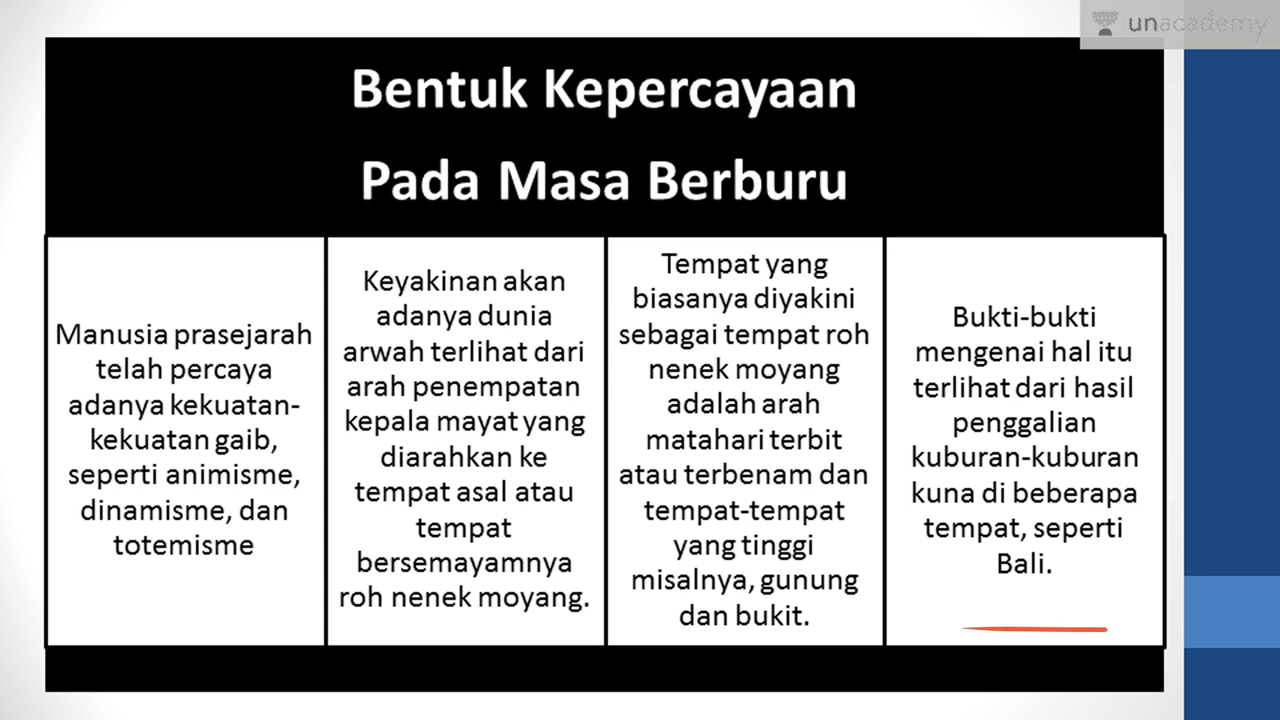 unacademy
Bentuk Kepercayaan
Pada Masa Berburu
Manusia prasejarah
telah percaya
adanya kekuatan-
kekuatan gaib,
seperti animisme,
dinamisme, dan
totemisme
Keyakinan akan
adanya dunia
arwah terlihat dari
arah penempatan
kepala mayat yang
diarahkan ke
tempat asal atau
tempat
bersemayamnya
roh nenek moyang.
Tempat yang
biasanya diyakini
sebagai tempat roh
nenek moyang
adalah arah
matahari terbit
atau terbenam dan
tempat-tempat
yang tinggi
misalnya, gunung
dan bukit.
Bukti-bukti
mengenai hal itu
terlihat dari hasil
penggalian
kuburan-kuburan
kuna di beberapa
tempat, seperti
Bali.